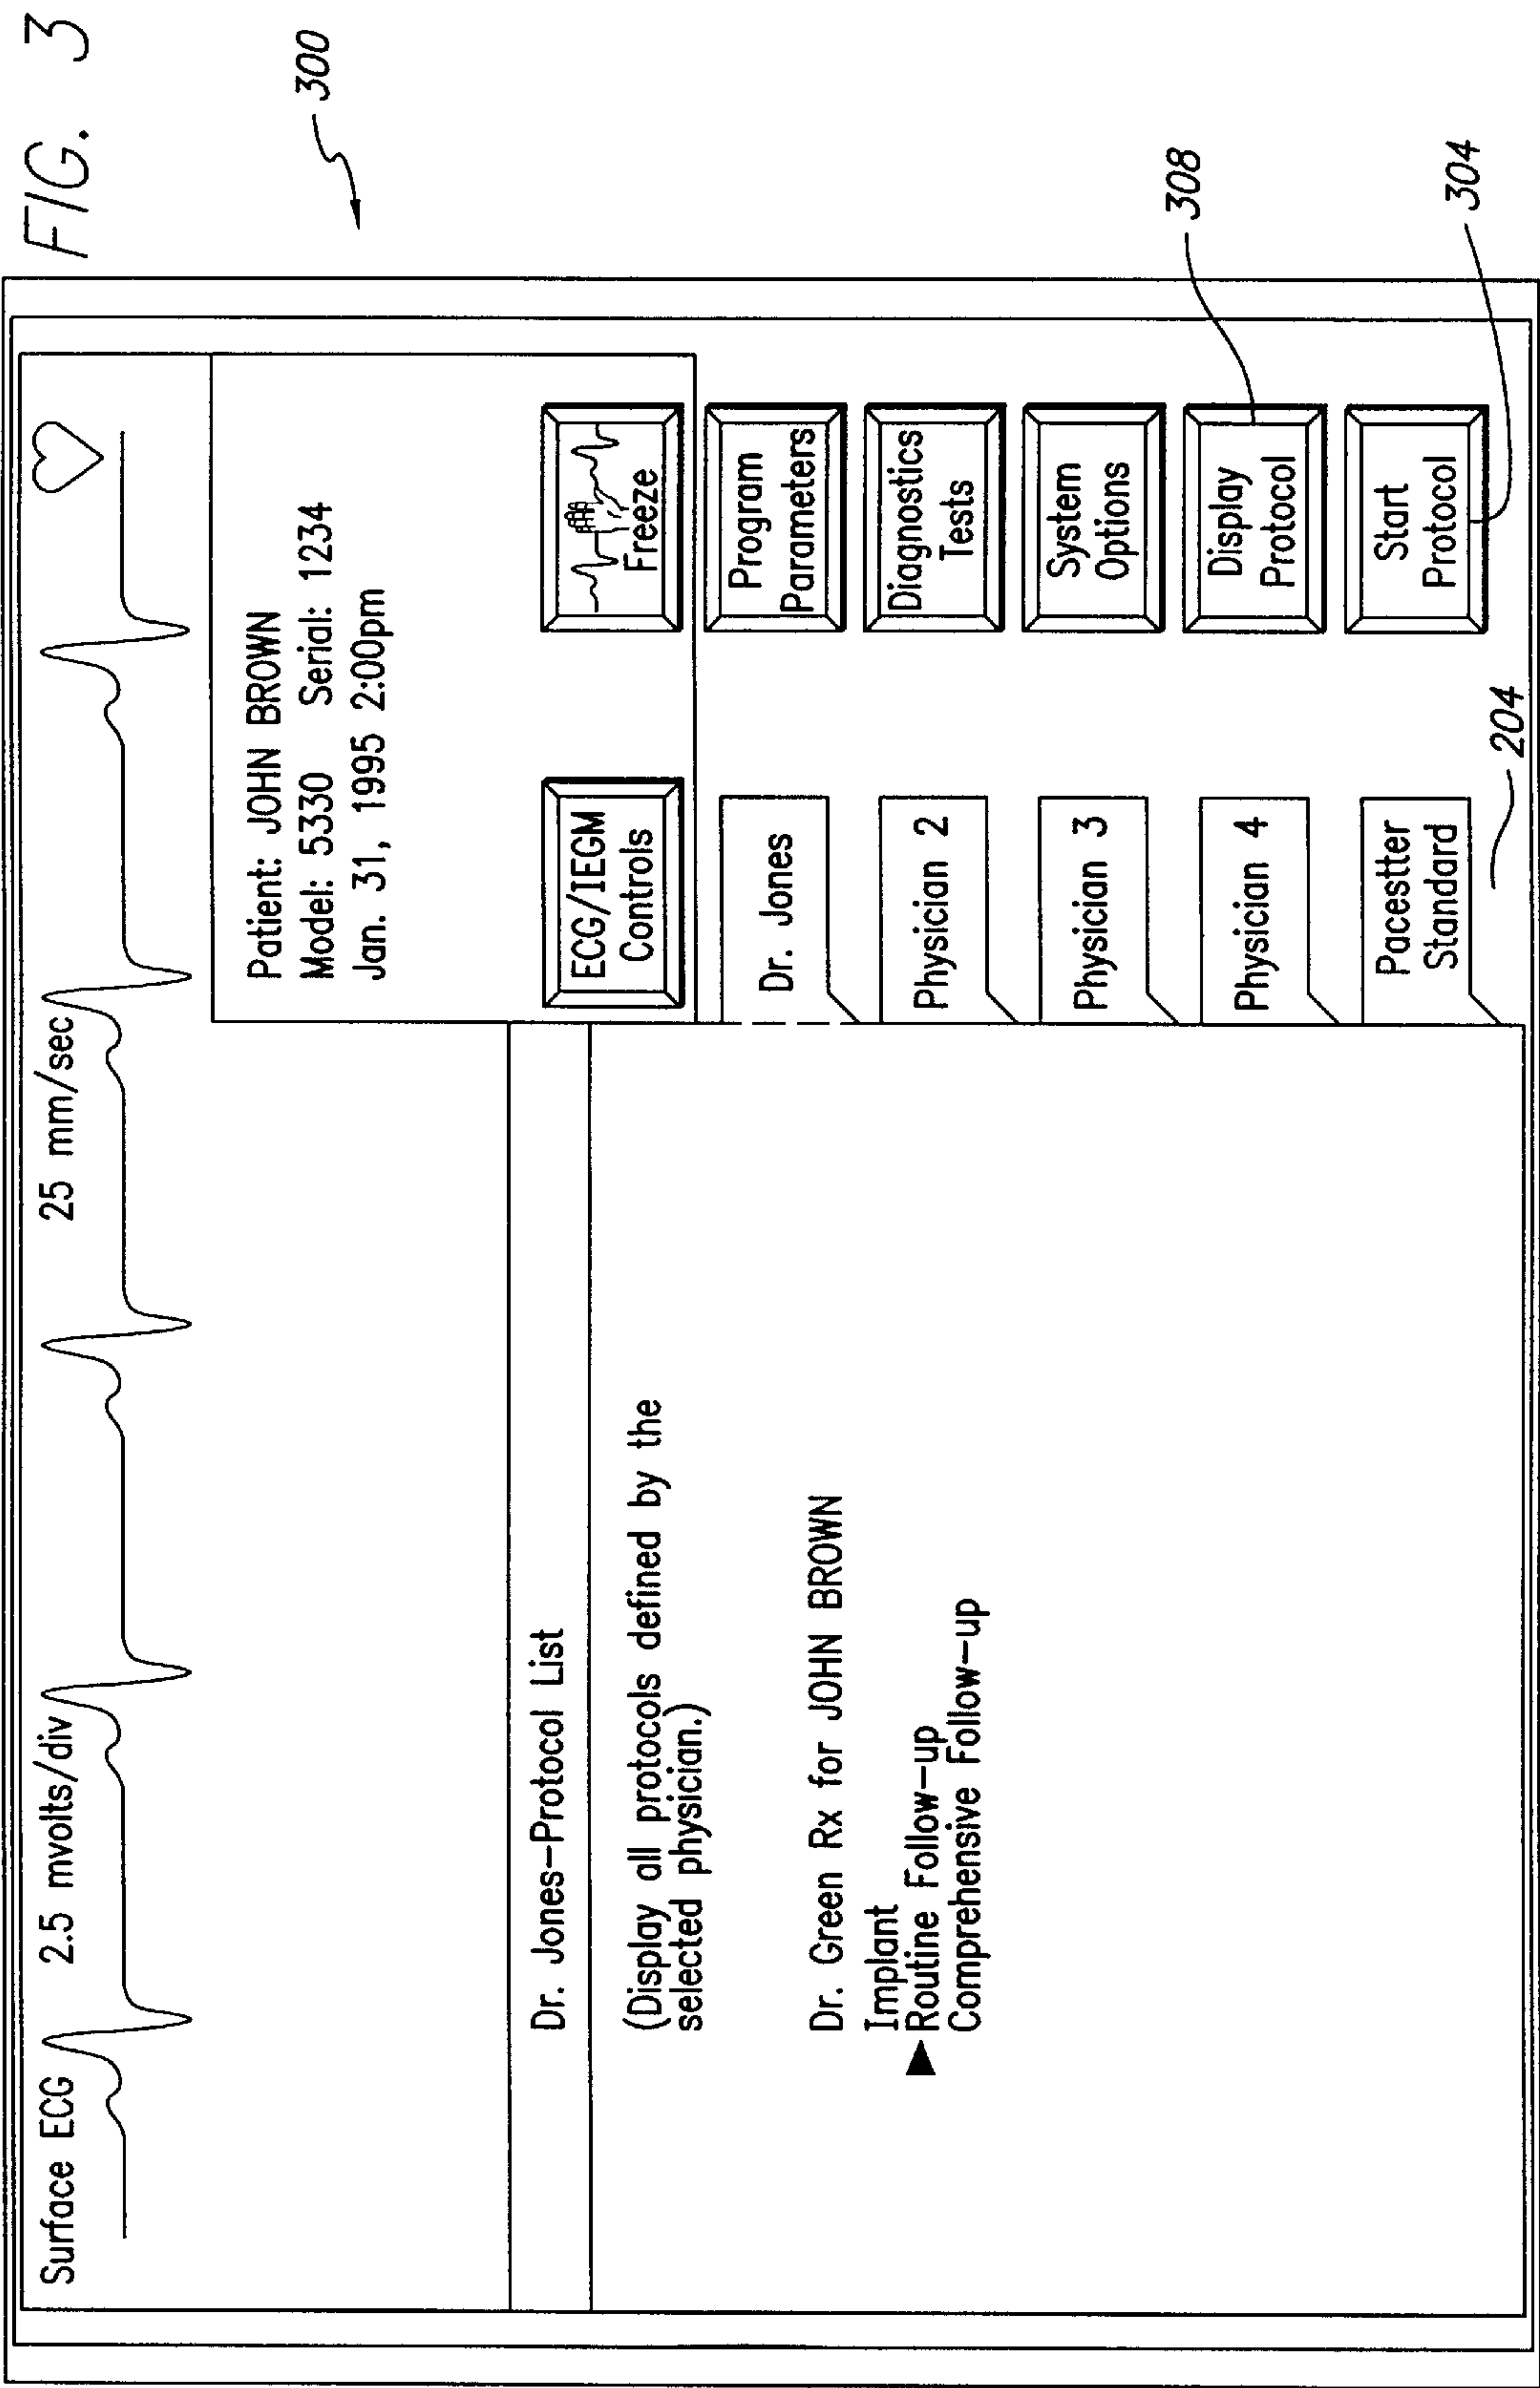 FIG. 3
300
Surface ECG 2.5 mvolts/div 25 mm/sec
Patient: JOHN BROWN
Model: 5330 Serial: 1234
Jan. 31, 1995 2:00pm
ECG/IEGM
Controls
Freeze
Dr. Jones-Protocol List
(Display all protocols defined by the
selected physician.)
Dr. Green Rx for JOHN BROWN
Implant
Routine Follow-up
Comprehensive Follow-up
Dr. Jones
Physician 2
Physician 3
Physician 4
Pacestter
Standard
204
Program
Parameters
Diagnostics
Tests
System
Options
Display
Protocol
308
Start
Protocol
304